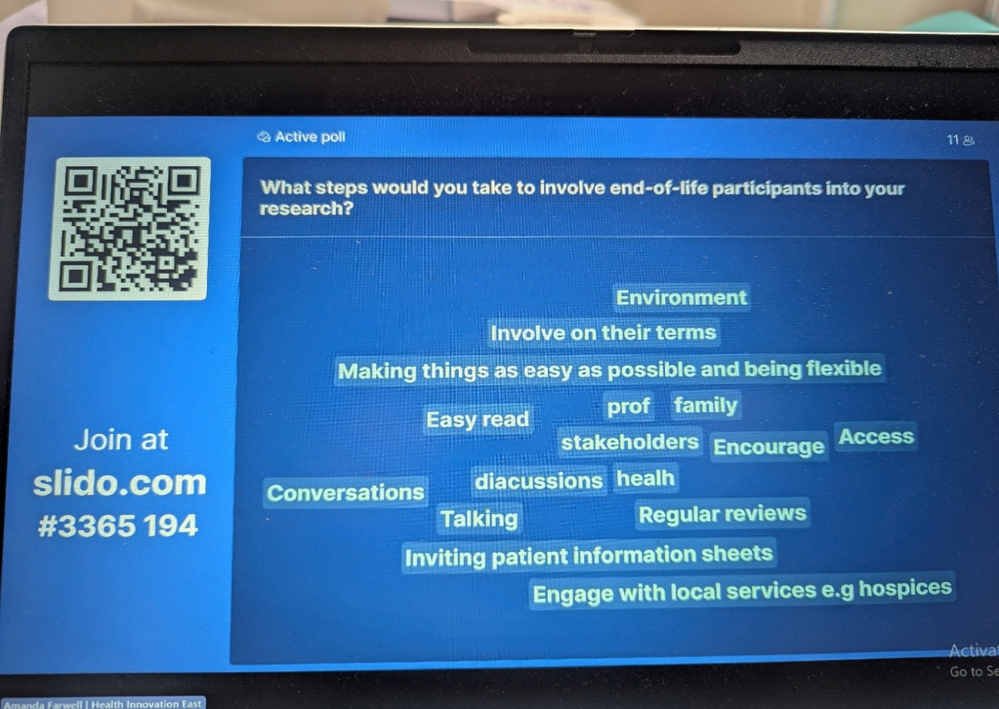 Active poll
11
What steps would you take to involve end-of-life participants into your
research?
Environment
Involve on their terms
Making things as easy as possible and being flexible
prof family
Easy read
stakeholders Encourage Access
diacussions healh
Conversations
Talking Regular reviews
Inviting patient information sheets
Engage with local services e.g hospices
Join at
slido.com
#3365 194
Activat
Go to Se
Amanda Farwell | Health Innovation East